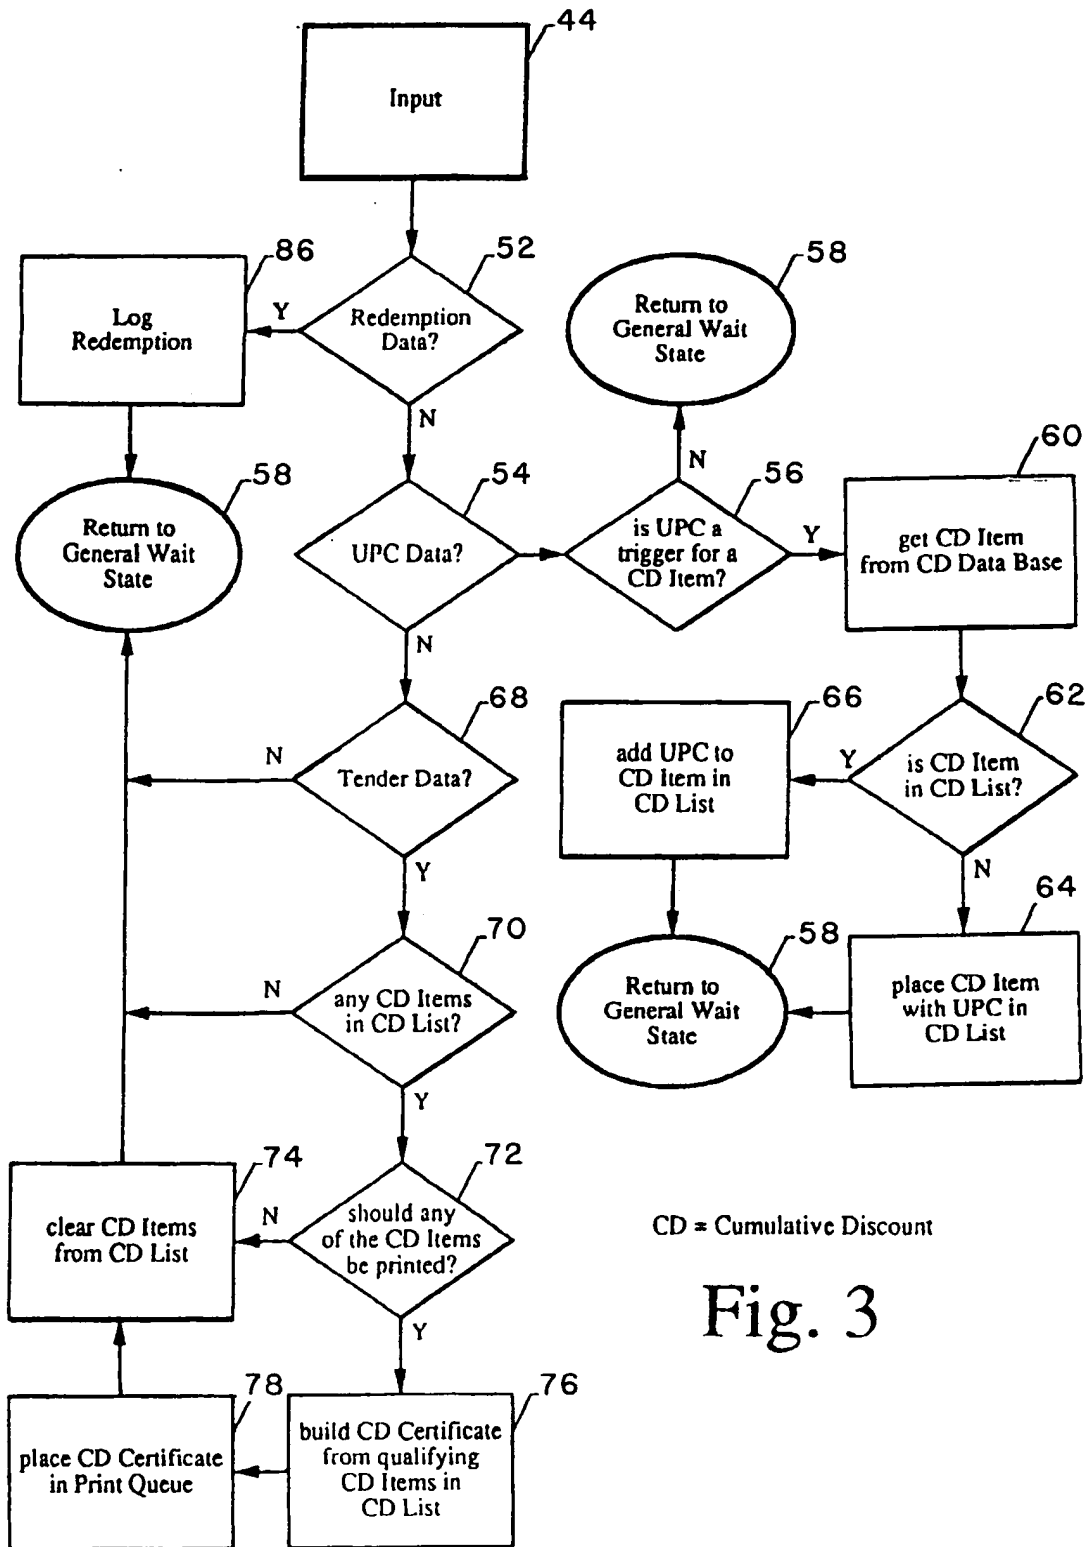 44
Input
86
52
58
Log
Redemption
Y
Redemption
Data?
Return to
General Wait
State
N
60
58
54
N
56
Return to
General Wait
State
UPC Data?
is UPC a
trigger for a
CD Item?
Y
get CD Item
from CD Data Base
N
68
66
62
N
Tender Data?
add UPC to
CD Item in
CD List
Y
is CD Item
in CD List?
Y
N
70
58
64
N
any CD Items
in CD List?
Return to
General Wait
State
place CD Item
with UPC in
CD List
Y
74
72
clear CD Items
from CD List
N
should any
of the CD Items
be printed?
CD = Cumulative Discount
Fig. 3
Y
78
76
place CD Certificate
in Print Queue
build CD Certificate
from qualifying
CD Items in
CD List